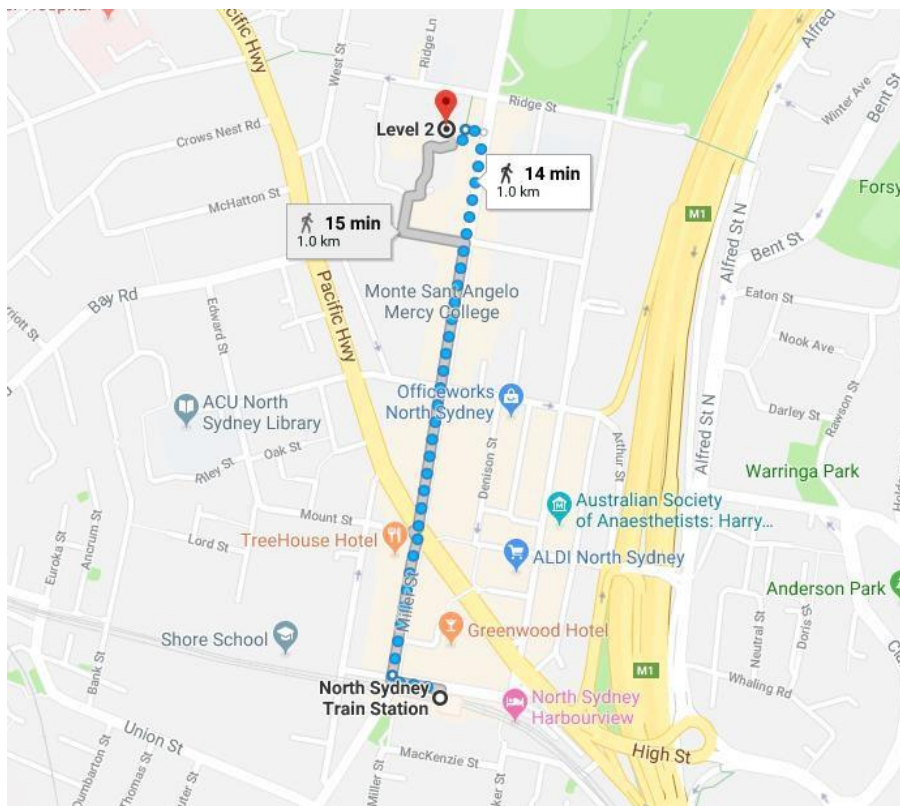 Pacific Hwy
West St
Ridge Ln
Alfred
Winter Ave
Bent St
Ridge St
Crows Nest Rd
Level 2
14 min
1.0 km
McHatton St
M1
Alfred St N
Forsy
15 min
1.0 km
Bent St
Bay Rd
Pacific Hwy
Monte Sant Angelo
Mercy College
Eaton St
Edward St
Nook Ave
ACU North
Sydney Library
Officeworks
North Sydney
Darley St
Rawson St
Oak St
Riley St
Denison St
Arthur St
Alfred St N
Warringa Park
Mount St
Australian Society
of Anaesthetists: Harry...
Lord St
TreeHouse Hotel
ALDI North Sydney
Euroka St
Ancrum St
Anderson Park
Miller St
Shore School
Greenwood Hotel
Neutral St
Doris St
Bank St
M1
Whaling Rd
North Sydney
Train Station
North Sydney
Harbourview
Union St
High St
MacKenzie St
Miller St
Dumbarton St
Thomas St